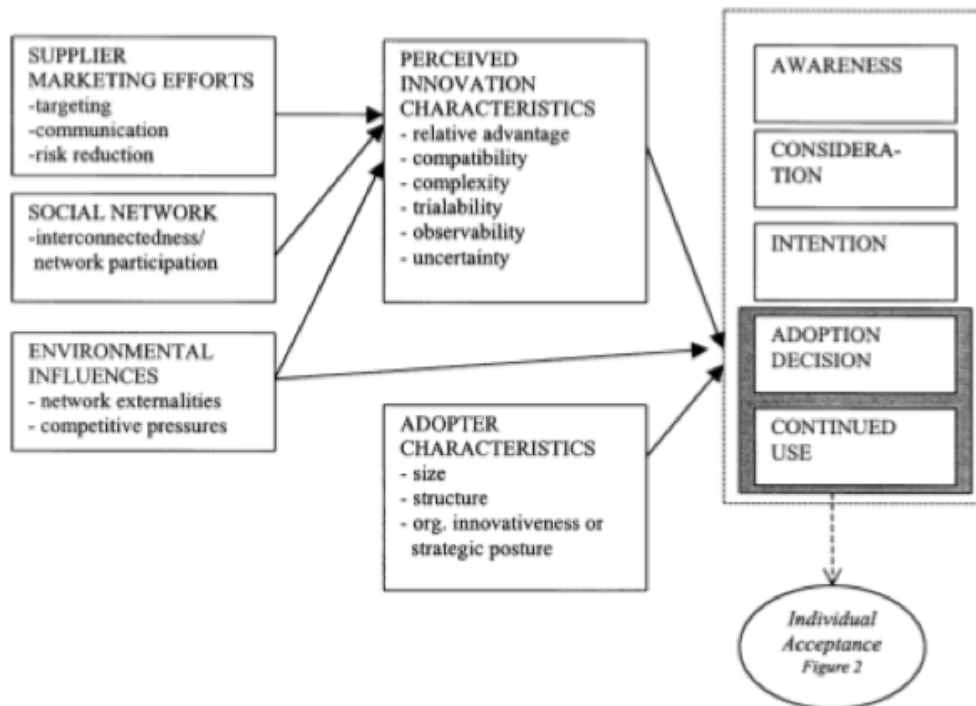 SUPPLIER
MARKETING EFFORTS
-targeting
-communication
-risk reduction
SOCIAL NETWORK
-interconnectedness/
network participation
ENVIRONMENTAL
INFLUENCES
- network externalities
- competitive pressures
PERCEIVED
INNOVATION
CHARACTERISTICS
- relative advantage
- compatibility
- complexity
- trialability
- observability
- uncertainty
ADOPTER
CHARACTERISTICS
- size
- structure
- org. innovativeness or
strategic posture
AWARENESS
CONSIDERA-
TION
INTENTION
ADOPTION
DECISION
CONTINUED
USE
Individual
Acceptance
Figure 2